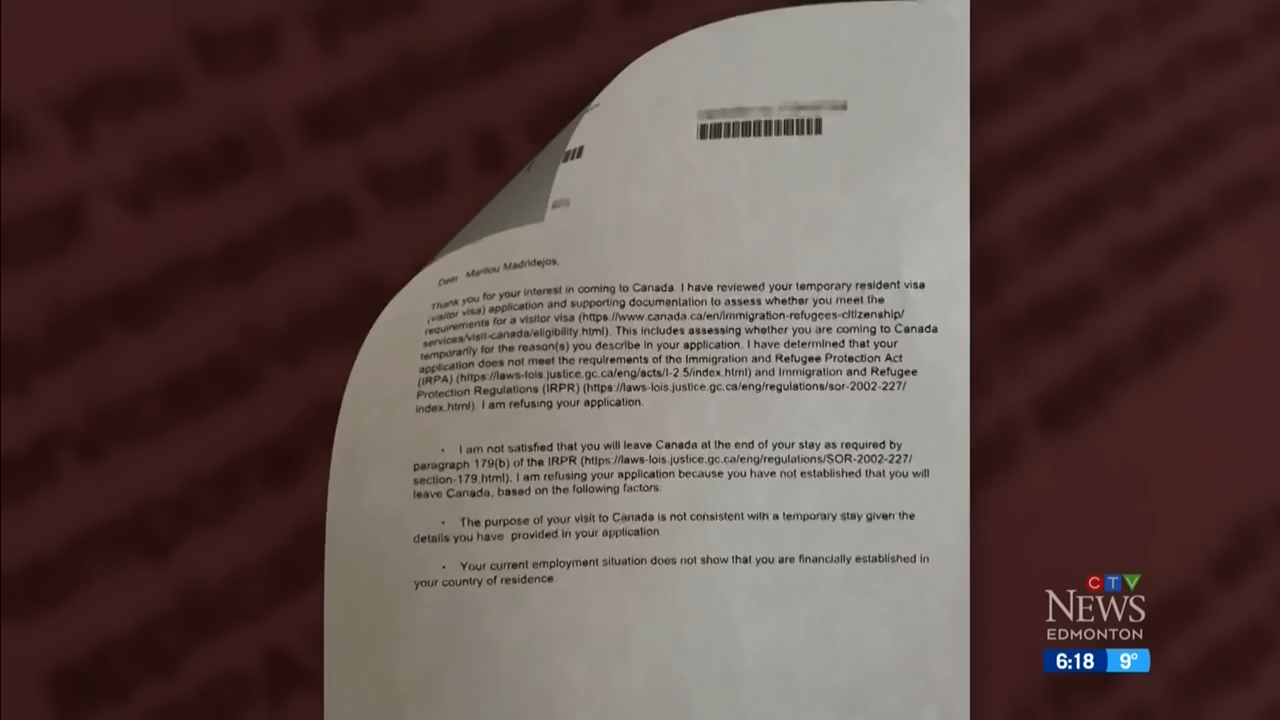 Dear Marilou Madridejos,
Thank you for your interest in coming to Canada. I have reviewed your temporary resident visa
(visitor visa) application and supporting documentation to assess whether you meet the
requirements for a visitor visa (https://www.canada.ca/en/immigration-refugees-citizenship/
services/visit-canada/eligibility.html). This includes assessing whether you are coming to Canada
temporarily for the reason(s) you describe in your application. I have determined that your
application does not meet the requirements of the Immigration and Refugee Protection Act
(IRPA) (https://laws-lois.justice.gc.ca/eng/acts/I-2.5/index.html) and Immigration and Refugee
Protection Regulations (IRPR) (https://laws-lois.justice.gc.ca/eng/regulations/sor-2002-227/
index.html). I am refusing your application.
• I am not satisfied that you will leave Canada at the end of your stay as required by
paragraph 179(b) of the IRPR (https://laws-lois.justice.gc.ca/eng/regulations/SOR-2002-227/
section-179.html). I am refusing your application because you have not established that you will
leave Canada, based on the following factors:
• The purpose of your visit to Canada is not consistent with a temporary stay given the
details you have provided in your application.
• Your current employment situation does not show that you are financially established in
your country of residence.
CTV
NEWS
EDMONTON
6:18 9°